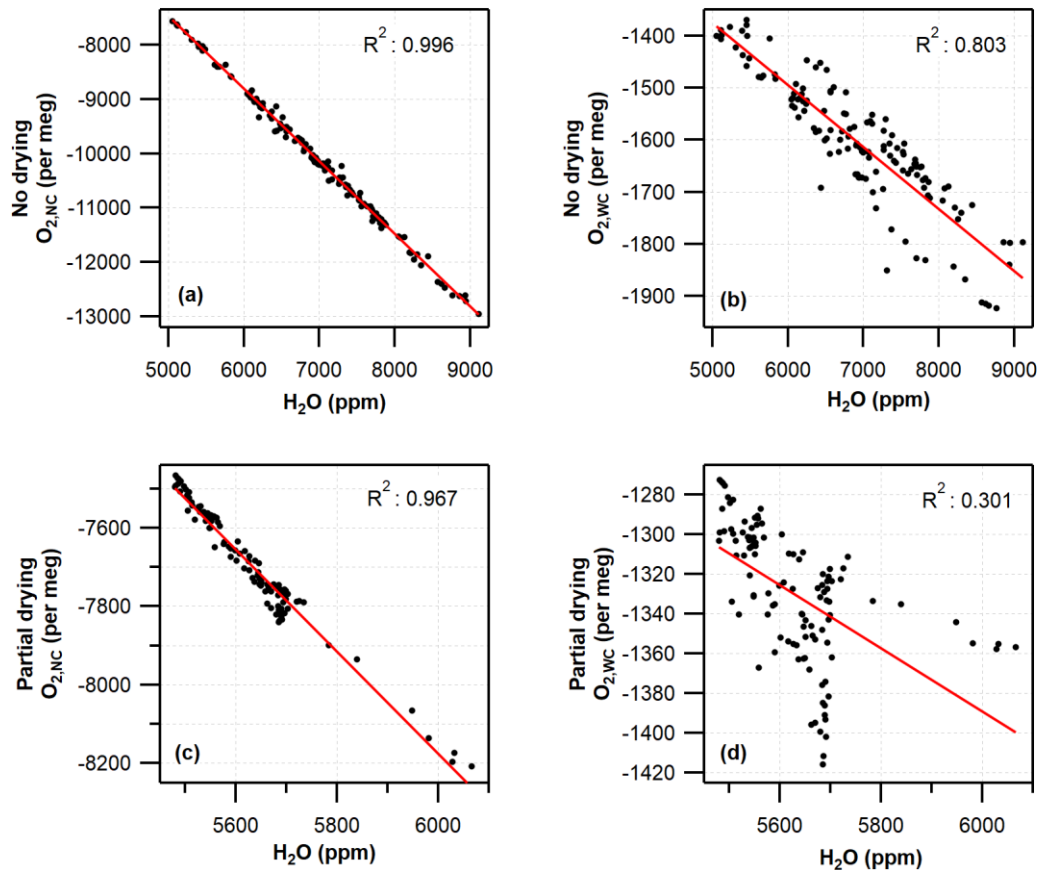 No drying
O2,NC (per meg)
-8000
-9000
-10000
-11000
-12000
-13000
R2 : 0.996
(a)
5000 6000 7000 8000 9000
H2O (ppm)
No drying
O2,WC (per meg)
-1400
-1500
-1600
-1700
-1800
-1900
R2 : 0.803
(b)
5000 6000 7000 8000 9000
H2O (ppm)
Partial drying
O2,NC (per meg)
-7600
-7800
-8000
-8200
R2 : 0.967
(c)
5600 5800 6000
H2O (ppm)
Partial drying
O2,WC (per meg)
-1280
-1300
-1320
-1340
-1360
-1380
-1400
-1420
R2 : 0.301
(d)
5600 5800 6000
H2O (ppm)